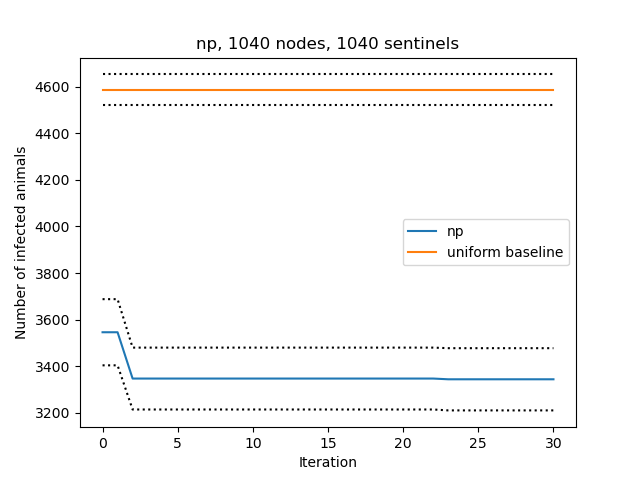 np, 1040 nodes, 1040 sentinels
Number of infected animals
4600
4400
4200
4000
3800
3600
3400
3200
np
uniform baseline
0 5 10 15 20 25 30
Iteration